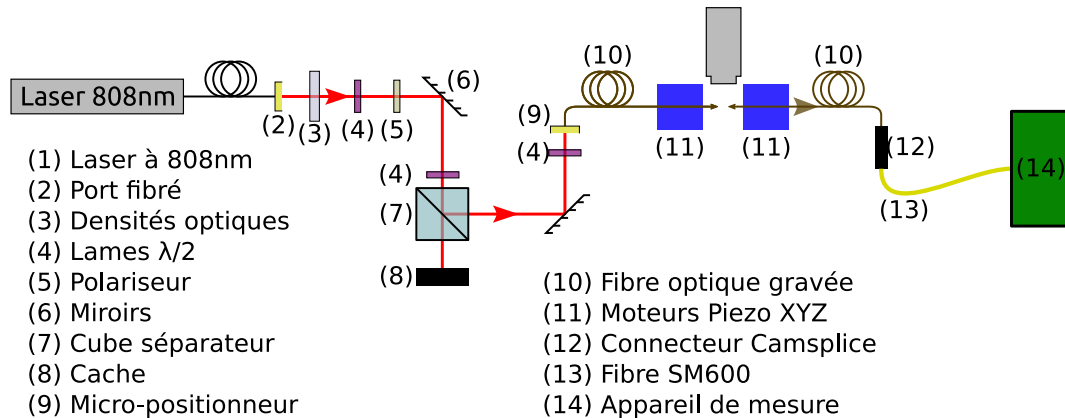 Laser 808nm
(2)
(3)
(4)
(5)
(6)
(4)
(7)
(8)
(9)
(4)
(10)
(11)
(11)
(10)
(12)
(13)
(14)
(1) Laser à 808nm
(2) Port fibré
(3) Densités optiques
(4) Lames λ/2
(5) Polariseur
(6) Miroirs
(7) Cube séparateur
(8) Cache
(9) Micro-positionneur
(10) Fibre optique gravée
(11) Moteurs Piezo XYZ
(12) Connecteur Camsplice
(13) Fibre SM600
(14) Appareil de mesure